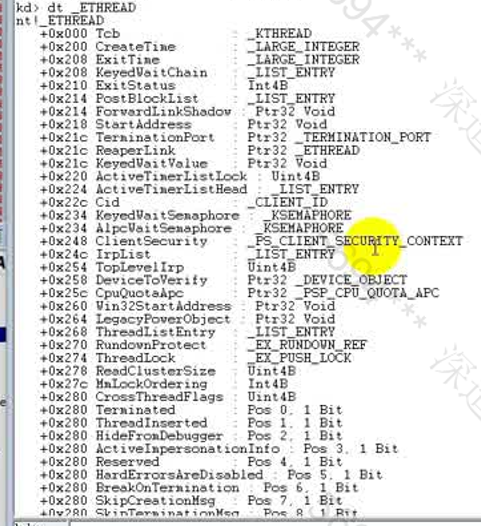 kd> dt _ETHREAD
nt!_ETHREAD
+0x000 Tcb : _KTHREAD
+0x200 CreateTime : _LARGE_INTEGER
+0x208 ExitTime : _LARGE_INTEGER
+0x208 KeyedWaitChain : _LIST_ENTRY
+0x210 ExitStatus : Int4B
+0x214 PostBlockList : _LIST_ENTRY
+0x214 ForwardLinkShadow : Ptr32 Void
+0x218 StartAddress : Ptr32 Void
+0x21c TerminationPort : Ptr32 _TERMINATION_PORT
+0x21c ReaperLink : Ptr32 _ETHREAD
+0x21c KeyedWaitValue : Ptr32 Void
+0x220 ActiveTimerListLock : Uint4B
+0x224 ActiveTimerListHead : _LIST_ENTRY
+0x22c Cid : _CLIENT_ID
+0x234 KeyedWaitSemaphore : _KSEMAPHORE
+0x234 AlpcWaitSemaphore : _KSEMAPHORE
+0x248 ClientSecurity : _PS_CLIENT_SECURITY_CONTEXT
+0x24c IrpList : _LIST_ENTRY
+0x254 TopLevelIrp : Uint4B
+0x258 DeviceToVerify : Ptr32 _DEVICE_OBJECT
+0x25c CpuQuotaApc : Ptr32 _PSP_CPU_QUOTA_APC
+0x260 Win32StartAddress : Ptr32 Void
+0x264 LegacyPowerObject : Ptr32 Void
+0x268 ThreadListEntry : _LIST_ENTRY
+0x270 RundownProtect : _EX_RUNDOWN_REF
+0x274 ThreadLock : _EX_PUSH_LOCK
+0x278 ReadClusterSize : Uint4B
+0x27c MmLockOrdering : Int4B
+0x280 CrossThreadFlags : Uint4B
+0x280 Terminated : Pos 0, 1 Bit
+0x280 ThreadInserted : Pos 1, 1 Bit
+0x280 HideFromDebugger : Pos 2, 1 Bit
+0x280 ActiveImpersonationInfo : Pos 3, 1 Bit
+0x280 Reserved : Pos 4, 1 Bit
+0x280 HardErrorsAreDisabled : Pos 5, 1 Bit
+0x280 BreakOnTermination : Pos 6, 1 Bit
+0x280 SkipCreationMsg : Pos 7, 1 Bit
+0x280 SkipTerminationMsg : Pos 8, 1 Bit